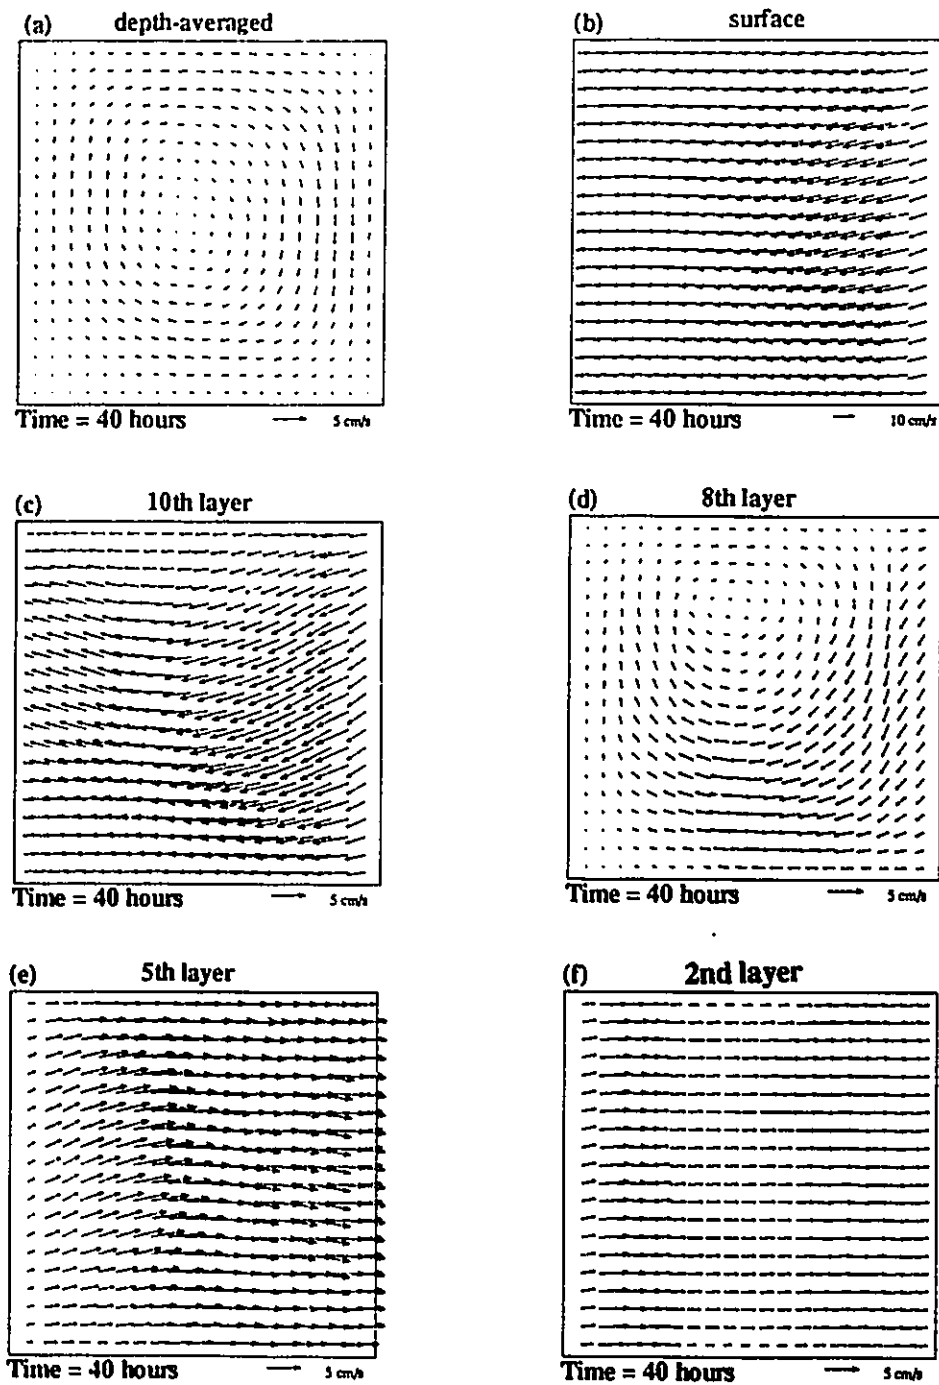 (a) depth-averaged
(b) surface
Time = 40 hours 5 cm/s
Time = 40 hours 10 cm/s
(c) 10th layer
8th layer (d)
Time = 40 hours 5 cm/s
Time = 40 hours 5 cm/s
(e) 5th layer
(f) 2nd layer
Time = 40 hours 5 cm/s
Time = 40 hours 5 cm/s